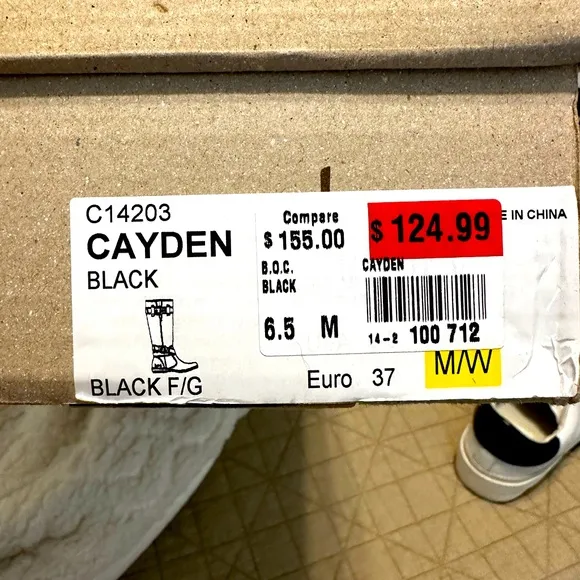 C14203
CAYDEN
BLACK
BLACK F/G
Compare
$ 155.00
$ 124.99
B.O.C.
BLACK
CAYDEN
6.5 M
14-2 100 712
E IN CHINA
Euro 37
M/W